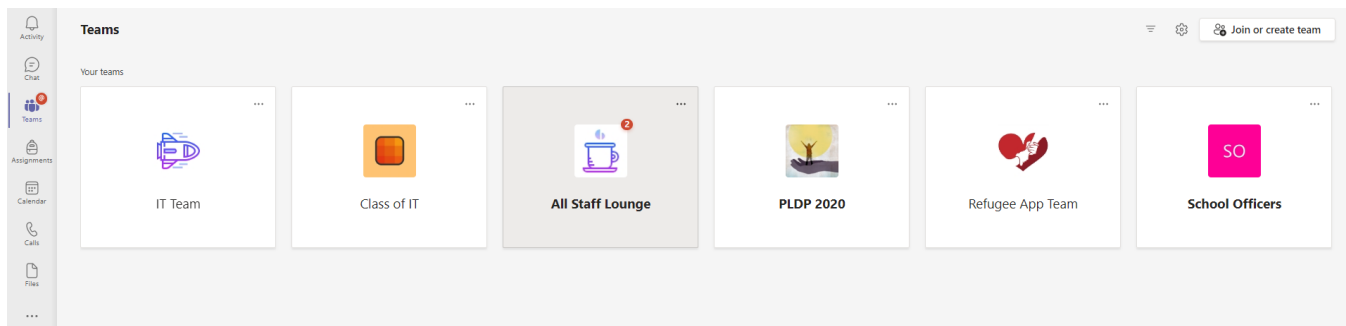 Activity
Chat
Teams
Assignments
Calendar
Calls
Files
Teams
Join or create team
Your teams
IT Team
Class of IT
2
All Staff Lounge
PLDP 2020
Refugee App Team
SO
School Officers